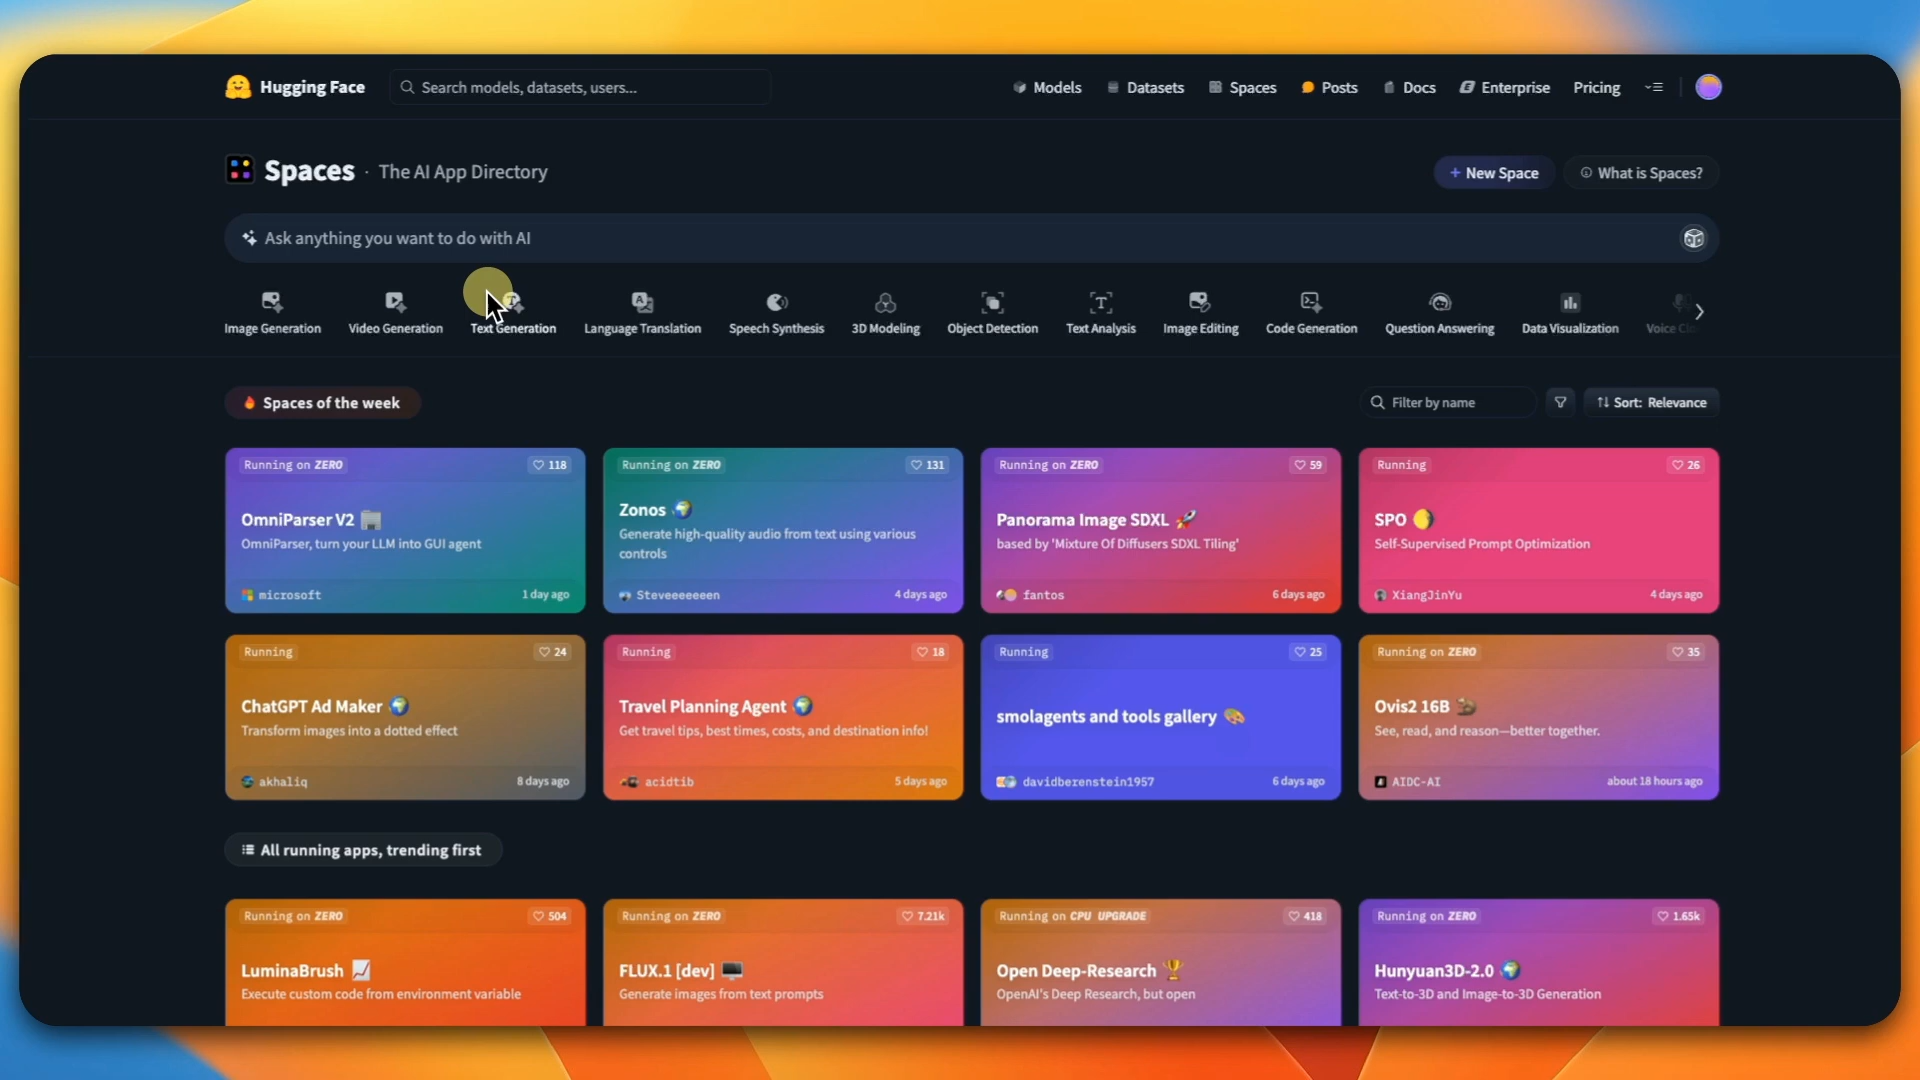 Hugging Face
Search models, datasets, users...
Models
Datasets
Spaces
Posts
Docs
Enterprise
Pricing
Spaces · The AI App Directory
+ New Space
What is Spaces?
Ask anything you want to do with AI
Image Generation
Video Generation
Text Generation
Language Translation
Speech Synthesis
3D Modeling
Object Detection
Text Analysis
Image Editing
Code Generation
Question Answering
Data Visualization
Voice
Spaces of the week
Filter by name
Sort: Relevance
Running on ZERO
118
OmniParser V2
OmniParser, turn your LLM into GUI agent
microsoft
1 day ago
Running on ZERO
131
Zonos
Generate high-quality audio from text using various
controls
Steveeeeeeen
4 days ago
Running on ZERO
59
Panorama Image SDXL
based by 'Mixture Of Diffusers SDXL Tiling'
fantos
6 days ago
Running
26
SPO
Self-Supervised Prompt Optimization
XiangJinYu
4 days ago
Running
24
ChatGPT Ad Maker
Transform images into a dotted effect
akhaliq
8 days ago
Running
18
Travel Planning Agent
Get travel tips, best times, costs, and destination info!
acidtib
5 days ago
Running
25
smolagents and tools gallery
davidberenstein1957
6 days ago
Running on ZERO
35
Ovis2 16B
See, read, and reason—better together.
AIDC-AI
about 18 hours ago
All running apps, trending first
Running on ZERO
504
LuminaBrush
Execute custom code from environment variable
Running on ZERO
7.21k
FLUX.1 [dev]
Generate images from text prompts
Running on CPU UPGRADE
418
Open Deep-Research
OpenAI's Deep Research, but open
Running on ZERO
1.65k
Hunyuan3D-2.0
Text-to-3D and Image-to-3D Generation